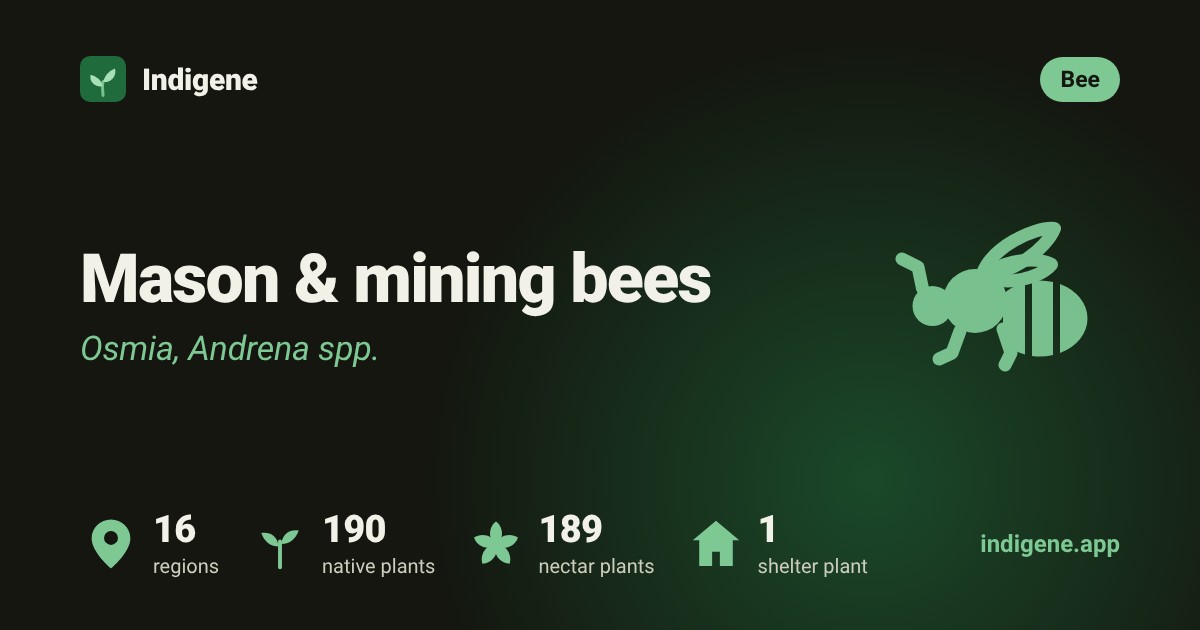 Indigene
Bee
Mason & mining bees
Osmia, Andrena spp.
16
regions
190
native plants
189
nectar plants
1
shelter plant
indigene.app